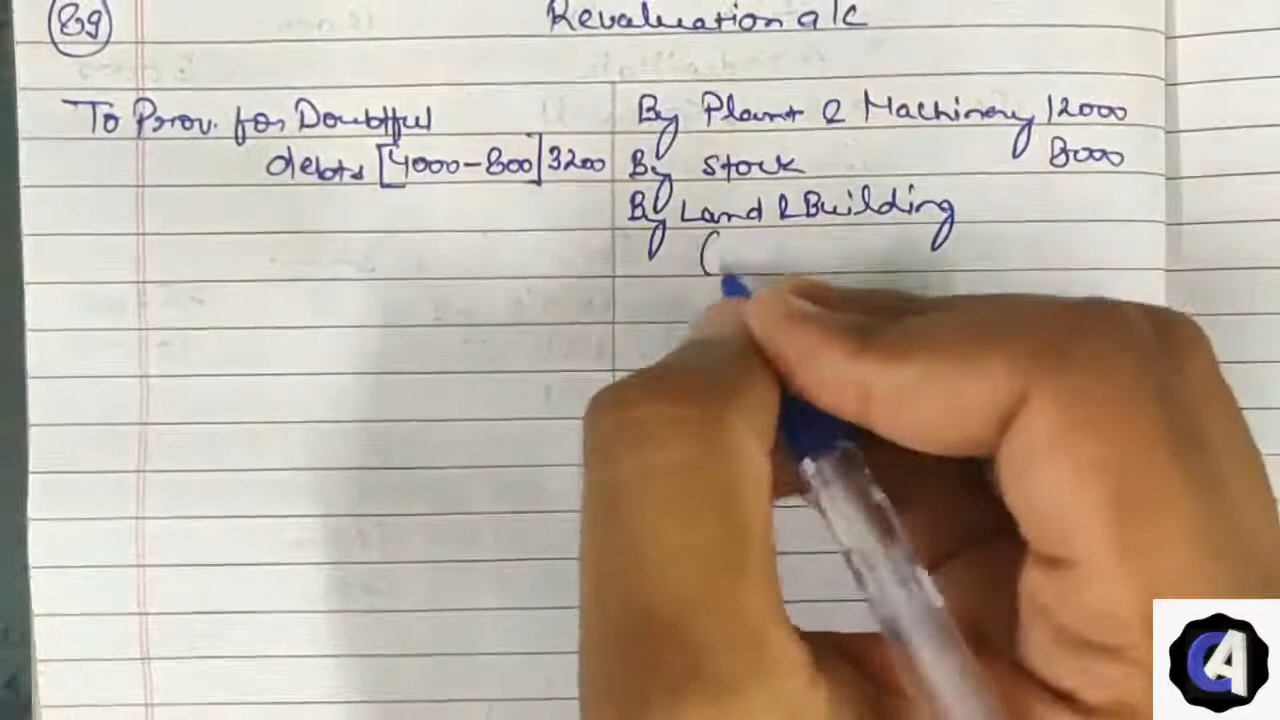 89
Revaluation a/c
To Prov. for Doubtful
debts [4000-800] 3200
By Plant & Machinery 12000
By Stock 8000
By Land & Building
(
CA